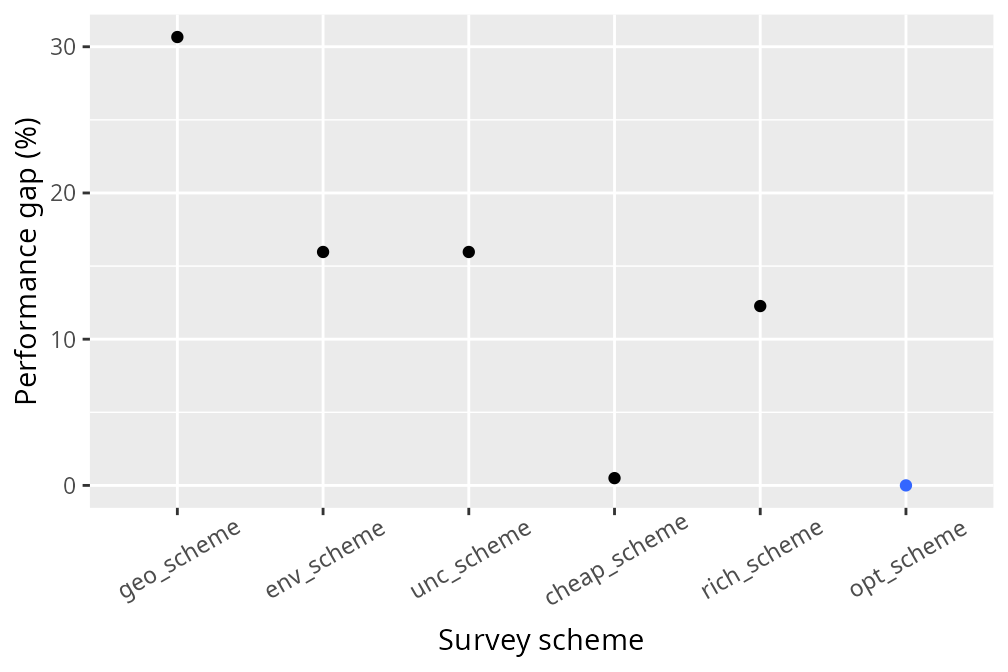 Performance gap (%)
30
20
10
0
geo_scheme
env_scheme
unc_scheme
cheap_scheme
rich_scheme
opt_scheme
Survey scheme